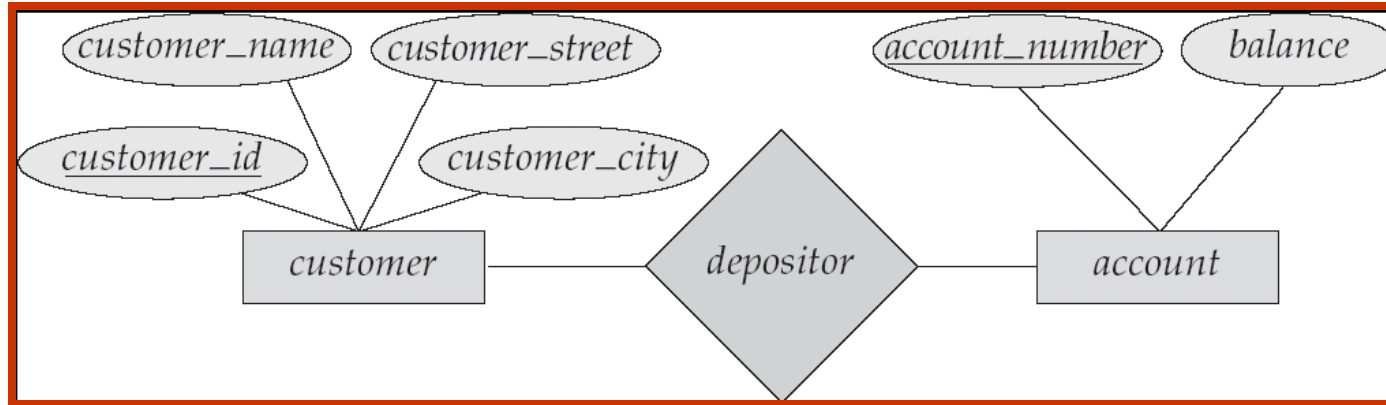 customer_name
customer_street
account_number
balance
customer_id
customer_city
customer
depositor
account